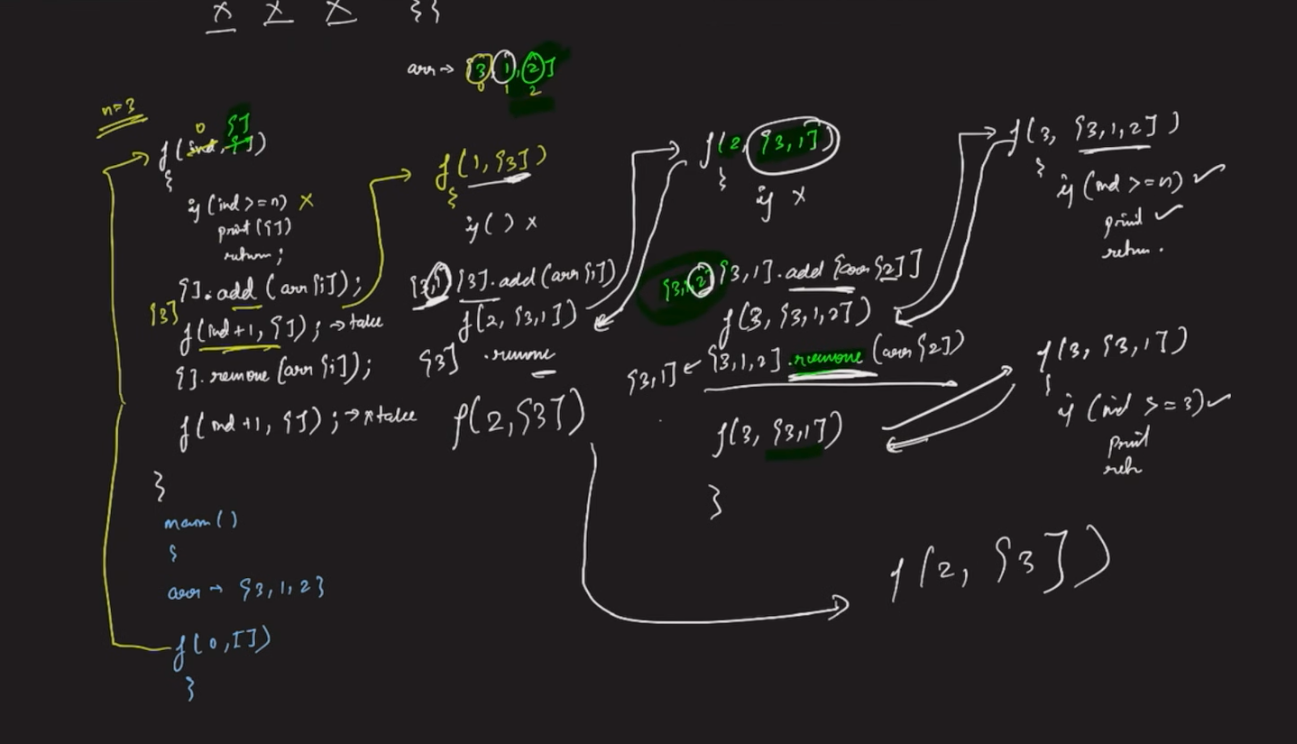 x x x }}
arr → [3, 1, 2]
0 1 2
n=3
0 []
f(ind, [])
{
if (ind >= n) x
print([])
return;
[].add(arr[i]);
[3]
f(ind+1, []); → take
[].remove(arr[i]);
f(ind+1, []); → x take
}
main()
{
arr → {3,1,2}
f(0,[])
}
f(1,[3])
{
if() x
[3,1] [3].add(arr[1])
f(2, [3,1])
[3] .remove
f(2,[3])
f(2, [3,1])
{
if x
[3,1,2] [3,1].add [arr[2]]
f(3, [3,1,2])
[3,1] ← [3,1,2].remove (arr[2])
f(3, [3,1])
}
f(3, [3,1,2])
{
if (ind >= n) ✓
print ✓
return.
f(3, [3,1])
{
if (ind >= 3) ✓
print
retn
f(2, [3])